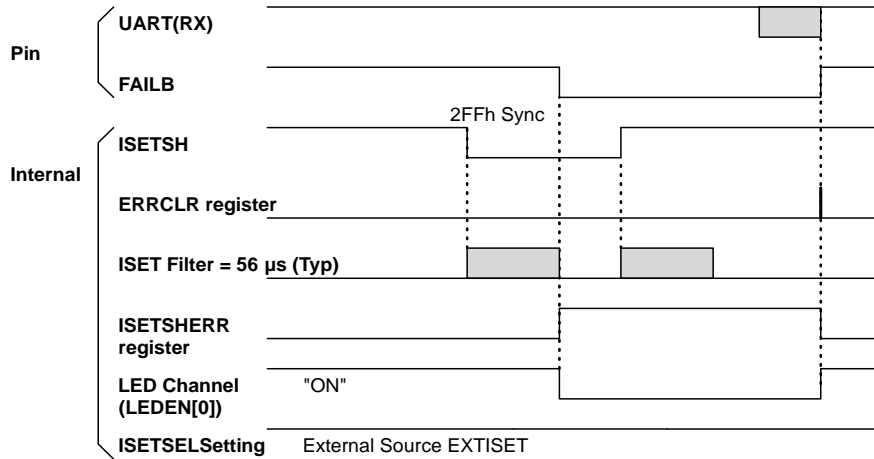 UART(RX)
Pin
FAILB
2FFh Sync
ISETSH
Internal
ERRCLR register
ISET Filter = 56 µs (Typ)
ISETSHERR
register
LED Channel
"ON"
(LEDEN[0])
ISETSELSetting
External Source EXTISET